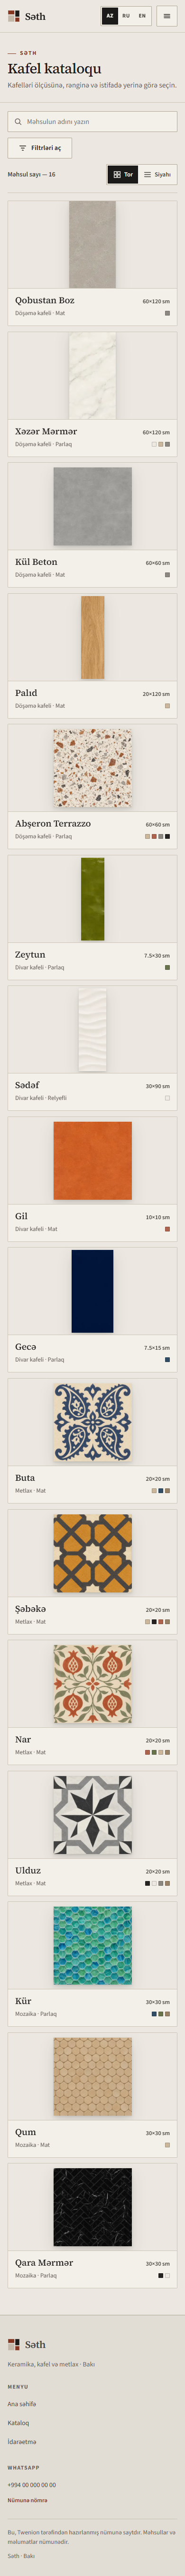 Səth
AZ RU EN
SƏTH
Kafel kataloqu
Kafelləri ölçüsünə, rənginə və istifadə yerinə görə seçin.
Məhsulun adını yazın
Filtrləri aç
Məhsul sayı — 16
Tor
Siyahı
Qobustan Boz
60×120 sm
Döşəmə kafeli · Mat
Xəzər Mərmər
60×120 sm
Döşəmə kafeli · Parlaq
Kül Beton
60×60 sm
Döşəmə kafeli · Mat
Palıd
20×120 sm
Döşəmə kafeli · Mat
Abşeron Terrazzo
60×60 sm
Döşəmə kafeli · Parlaq
Zeytun
7.5×30 sm
Divar kafeli · Parlaq
Sədəf
30×90 sm
Divar kafeli · Relyefli
Gil
10×10 sm
Divar kafeli · Mat
Gecə
7.5×15 sm
Divar kafeli · Parlaq
Buta
20×20 sm
Metlax · Mat
Şəbəkə
20×20 sm
Metlax · Mat
Nar
20×20 sm
Metlax · Mat
Ulduz
20×20 sm
Metlax · Mat
Kür
30×30 sm
Mozaika · Parlaq
Qum
30×30 sm
Mozaika · Mat
Qara Mərmər
30×30 sm
Mozaika · Parlaq
Səth
Keramika, kafel və metlax · Bakı
MENYU
Ana səhifə
Kataloq
İdarəetmə
WHATSAPP
+994 00 000 00 00
Nümunə nömrə
Bu, Twenion tərəfindən hazırlanmış nümunə saytdır. Məhsullar və
məlumatlar nümunədir.
Səth · Bakı